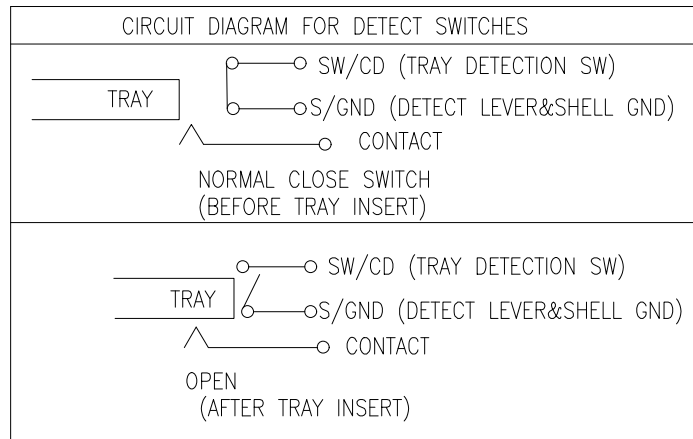 CIRCUIT DIAGRAM FOR DETECT SWITCHES
SW/CD (TRAY DETECTION SW)
TRAY
S/GND (DETECT LEVER&SHELL GND)
CONTACT
NORMAL CLOSE SWITCH
(BEFORE TRAY INSERT)
SW/CD (TRAY DETECTION SW)
TRAY
S/GND (DETECT LEVER&SHELL GND)
CONTACT
OPEN
(AFTER TRAY INSERT)